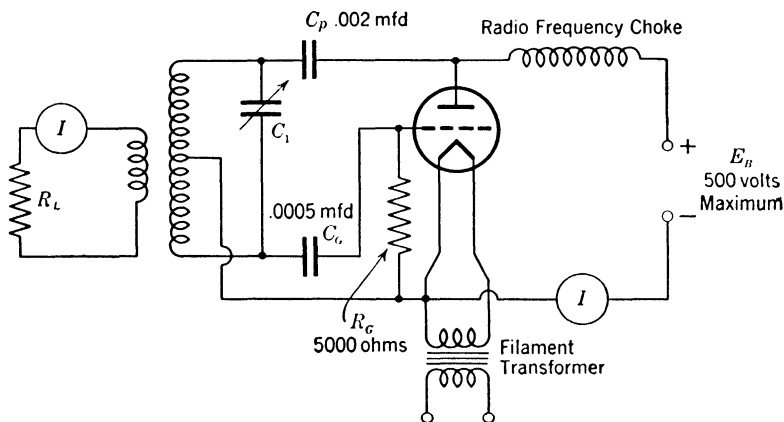 C_P .002 mfd
Radio Frequency Choke
I
C_1
R_L
.0005 mfd
C_G
+
E_B
500 volts
Maximum
−
I
R_G
5000 ohms
Filament
Transformer